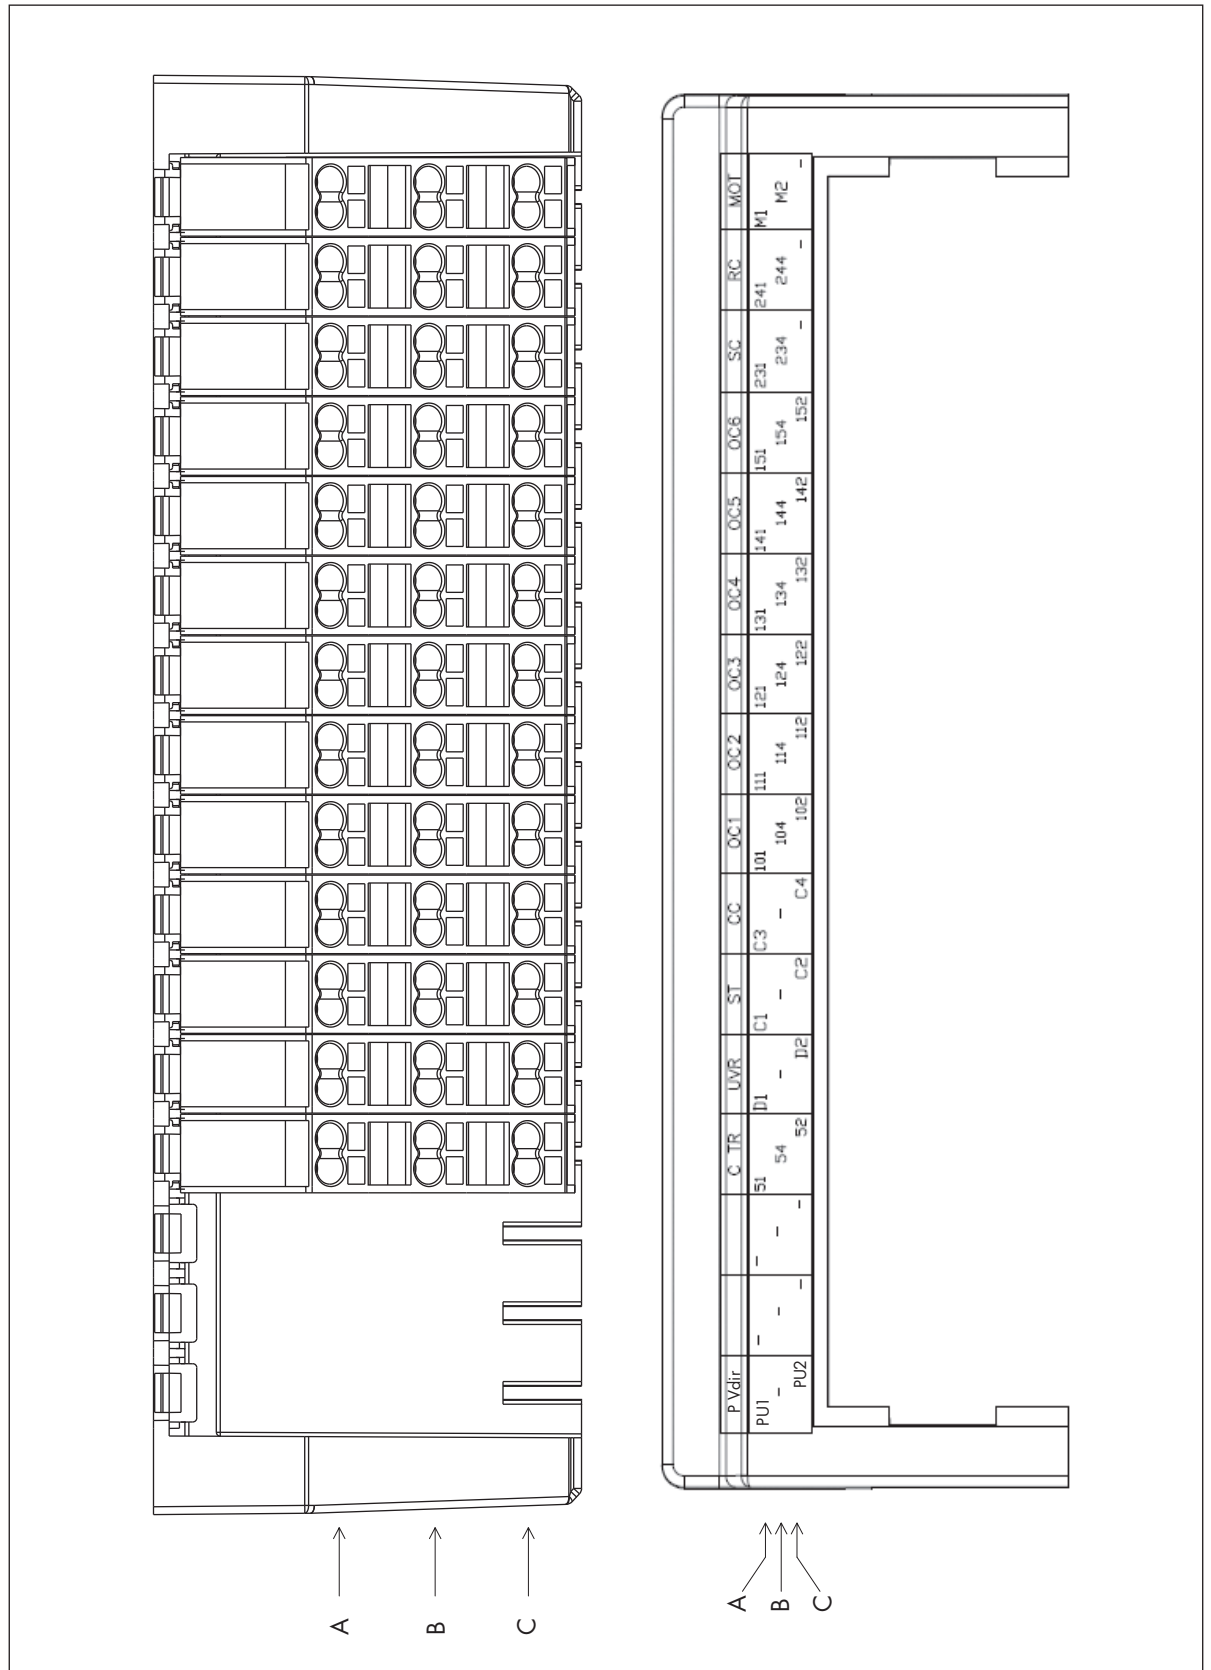 A
B
C
P Vdir C TR UVR ST CC OC1 OC2 OC3 OC4 OC5 OC6 SC RC MOT
A PU1 – – 51 D1 C1 C3 101 111 121 131 141 151 231 241 M1
B – – – 54 – – – 104 114 124 134 144 154 234 244 M2
C PU2 – – 52 D2 C2 C4 102 112 122 132 142 152 – – –